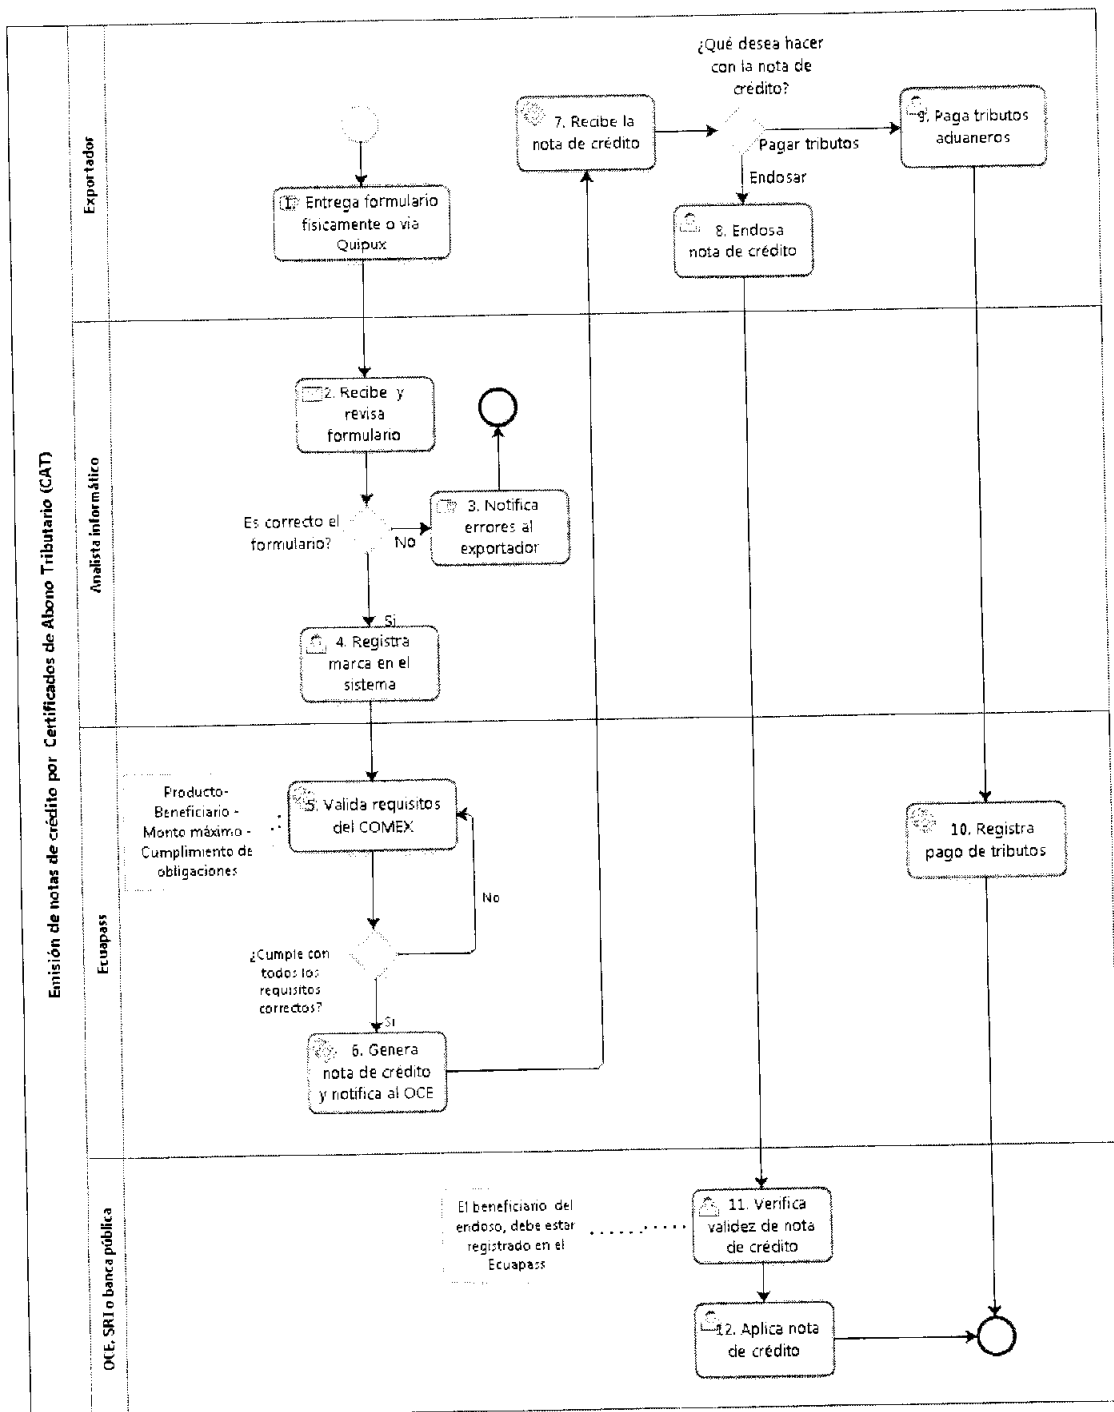 Emisión de notas de crédito por Certificados de Abono Tributario (CAT)
Exportador
1. Entrega formulario
físicamente o via
Quipux
7. Recibe la
nota de crédito
¿Qué desea hacer
con la nota de
crédito?
Pagar tributos
Endosar
9. Paga tributos
aduaneros
8. Endosa
nota de crédito
Analista informático
2. Recibe y
revisa
formulario
Es correcto el
formulario?
No
3. Notifica
errores al
exportador
Si
4. Registra
marca en el
sistema
Ecuapass
Producto-
Beneficiario -
Monto máximo -
Cumplimiento de
obligaciones
5. Valida requisitos
del COMEX
No
¿Cumple con
todos los
requisitos
correctos?
Si
6. Genera
nota de crédito
y notifica al OCE
10. Registra
pago de tributos
OCE, SRI o banca pública
El beneficiario del
endoso, debe estar
registrado en el
Ecuapass
11. Verifica
validez de nota
de crédito
12. Aplica nota
de crédito